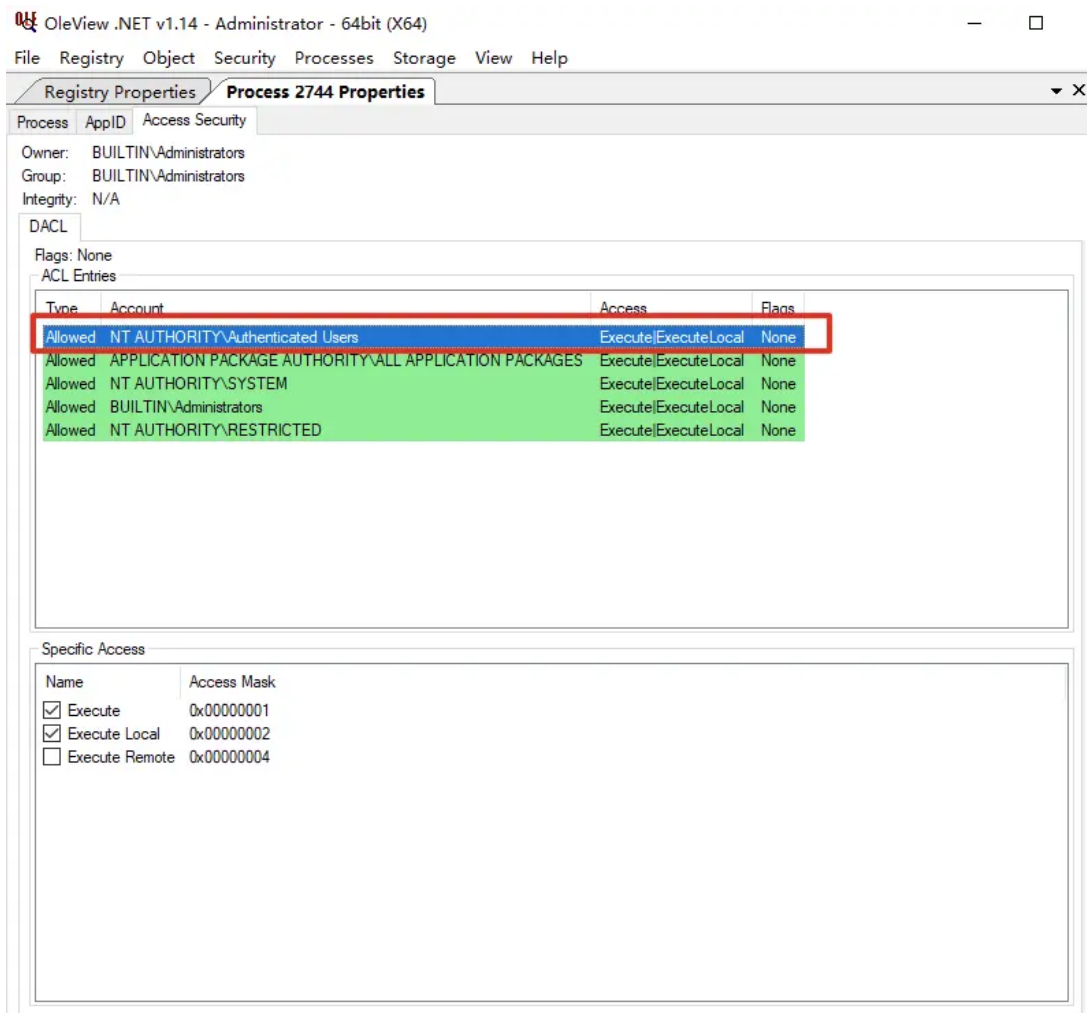 OleView .NET v1.14 - Administrator - 64bit (X64)
File Registry Object Security Processes Storage View Help
Registry Properties Process 2744 Properties
Process AppID Access Security
Owner: BUILTIN\Administrators
Group: BUILTIN\Administrators
Integrity: N/A
DACL
Flags: None
ACL Entries
Type Account Access Flags
Allowed NT AUTHORITY\Authenticated Users Execute|ExecuteLocal None
Allowed APPLICATION PACKAGE AUTHORITY\ALL APPLICATION PACKAGES Execute|ExecuteLocal None
Allowed NT AUTHORITY\SYSTEM Execute|ExecuteLocal None
Allowed BUILTIN\Administrators Execute|ExecuteLocal None
Allowed NT AUTHORITY\RESTRICTED Execute|ExecuteLocal None
Specific Access
Name Access Mask
Execute 0x00000001
Execute Local 0x00000002
Execute Remote 0x00000004